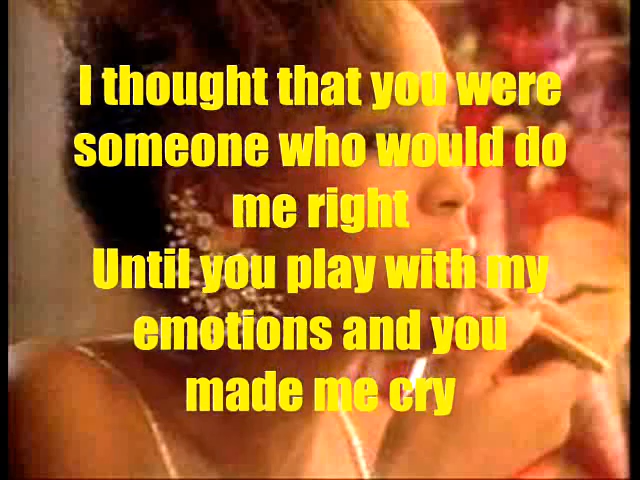 I thought that you were
someone who would do
me right
Until you play with my
emotions and you
made me cry